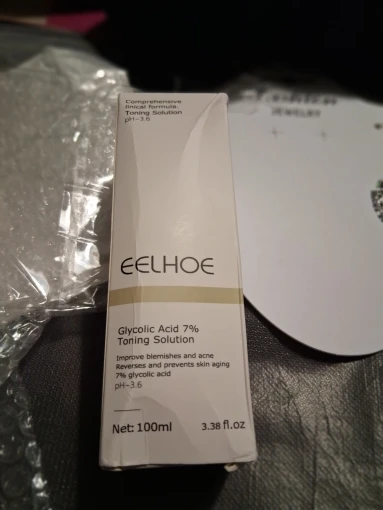 Comprehensive
linical formula.
Toning Solution
pH~3.6
JEWELRY
EELHOE
Glycolic Acid 7%
Toning Solution
Improve blemishes and acne
Reverses and prevents skin aging
7% glycolic acid
pH~3.6
Net: 100ml 3.38 fl.oz